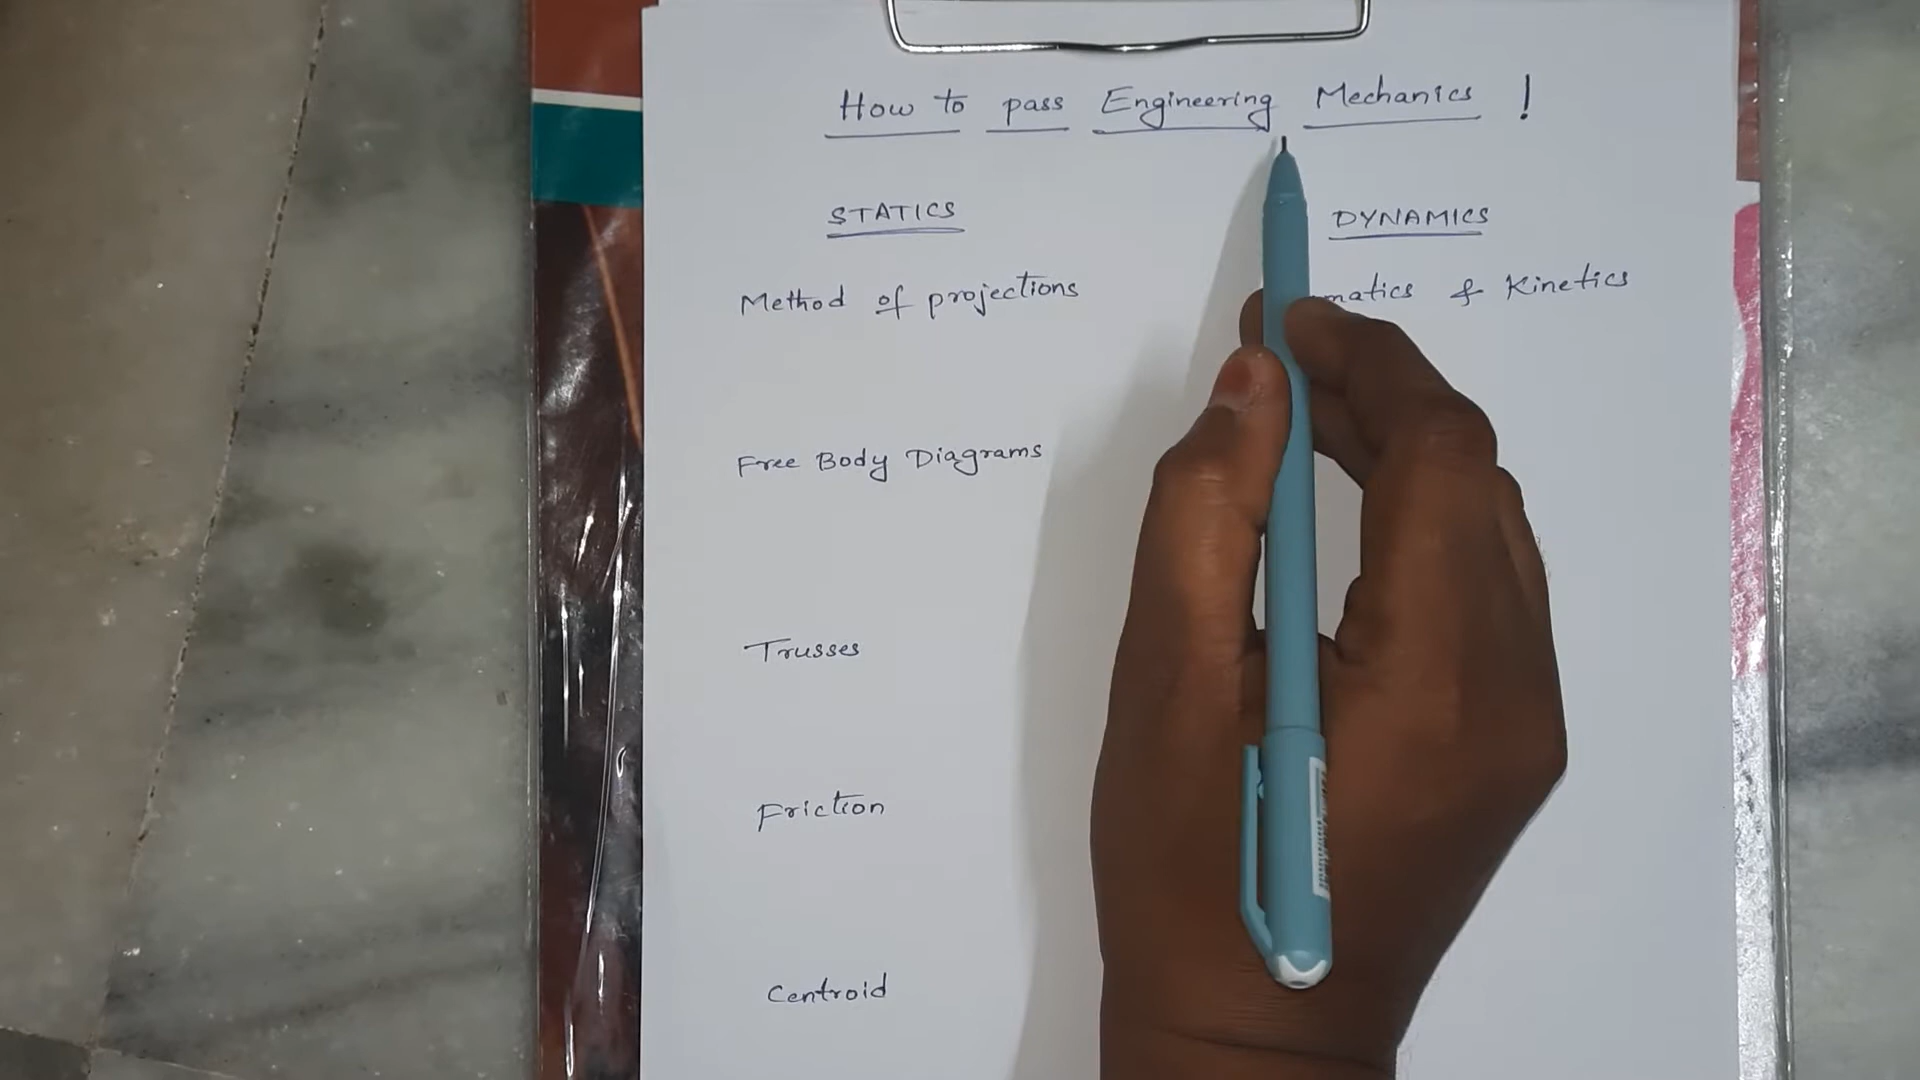 How to pass Engineering Mechanics !
STATICS
DYNAMICS
Method of projections
matics & Kinetics
Free Body Diagrams
Trusses
Friction
Centroid